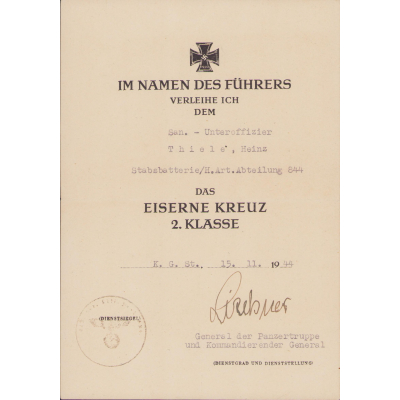 IM NAMEN DES FÜHRERS
VERLEIHE ICH
DEM
San. - Unteroffizier
Thiele, Heinz
Stabsbatterie/H.Art.Abteilung 844
DAS
EISERNE KREUZ
2. KLASSE
K. G. St., 15. 11. 1944
(DIENSTSIEGEL)
General der Panzertruppe
und Kommandierender General
(DIENSTGRAD UND DIENSTSTELLUNG)